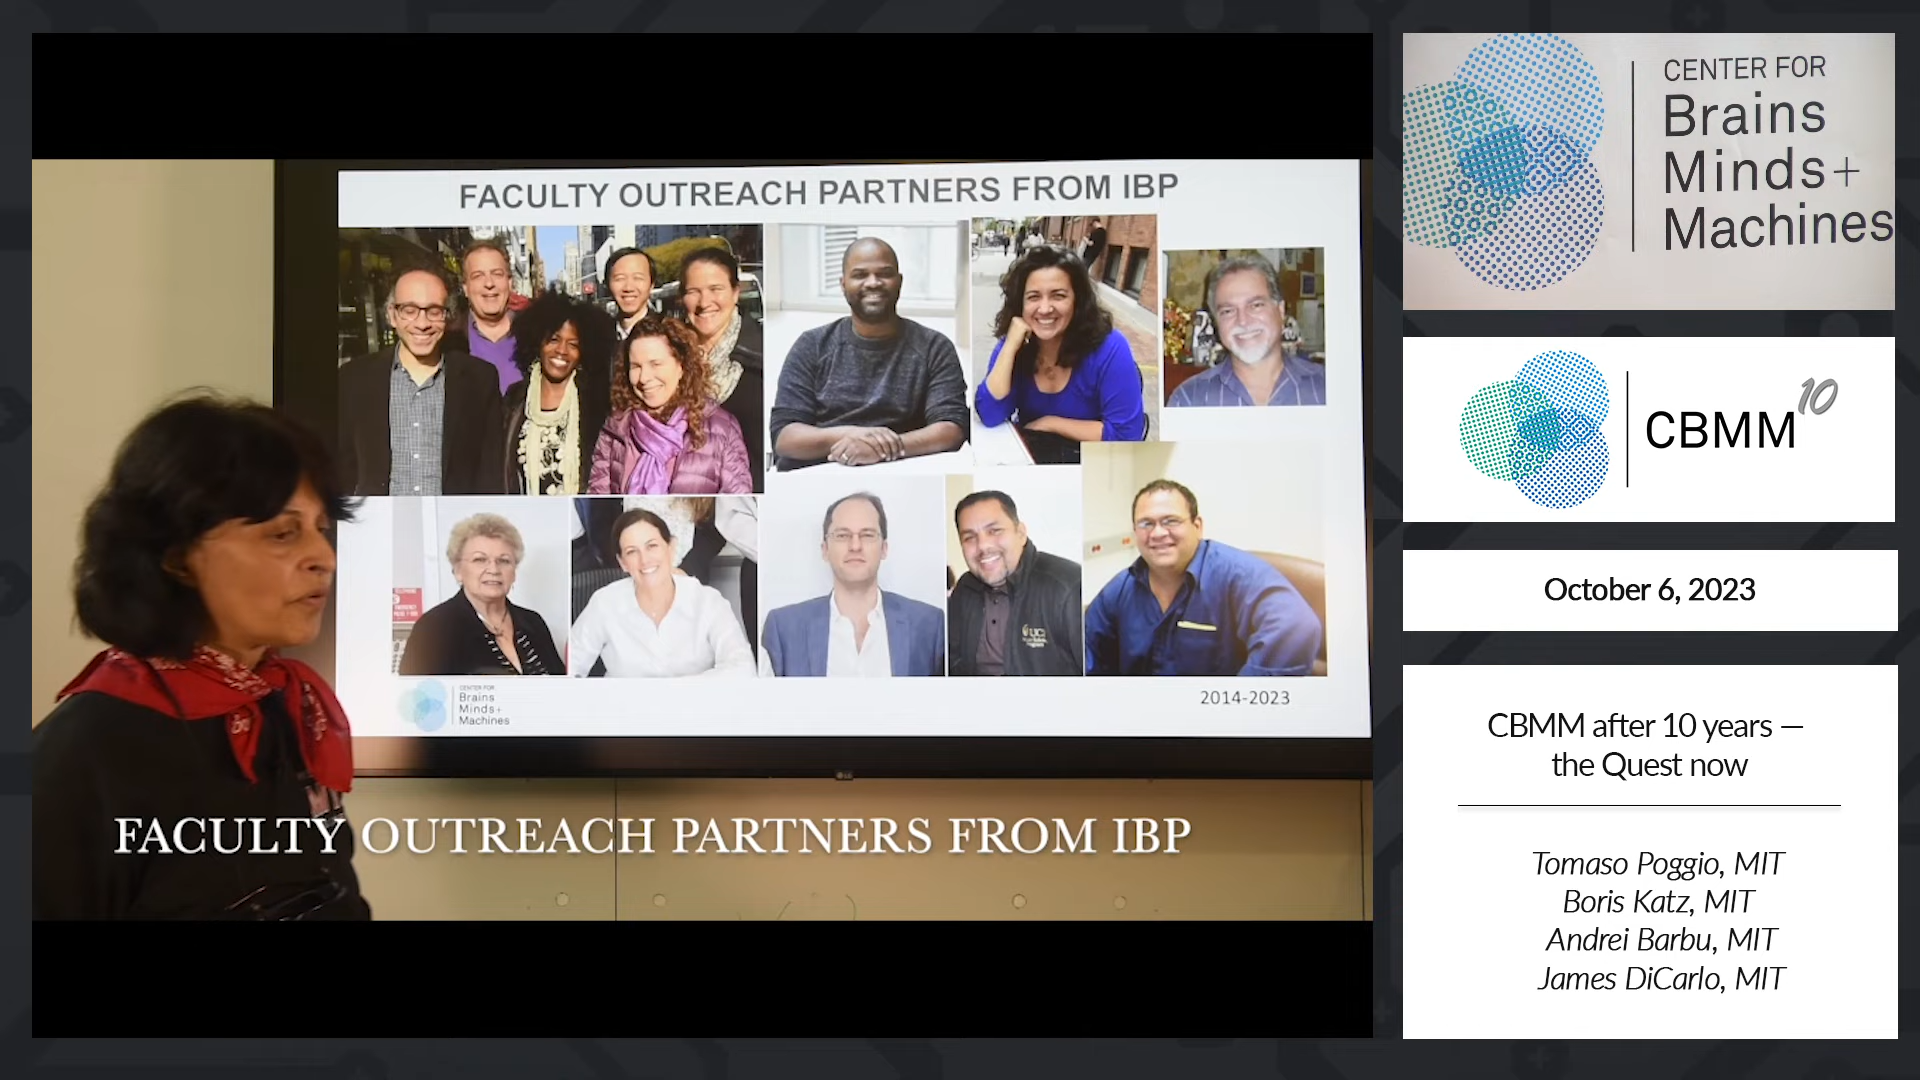 FACULTY OUTREACH PARTNERS FROM IBP
CENTER FOR
Brains
Minds+
Machines
2014-2023
LG
FACULTY OUTREACH PARTNERS FROM IBP
CENTER FOR
Brains
Minds+
Machines
CBMM10
October 6, 2023
CBMM after 10 years —
the Quest now
Tomaso Poggio, MIT
Boris Katz, MIT
Andrei Barbu, MIT
James DiCarlo, MIT